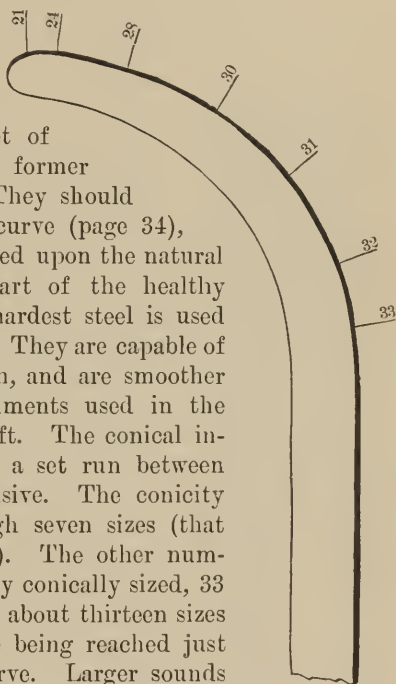 21 24 28
30
31
32
33
t of
former
They should
curve (page 34),
ed upon the natural
art of the healthy
hardest steel is used
They are capable of
n, and are smoother
ments used in the
ft. The conical in-
a set run between
sive. The conicity
gh seven sizes (that
). The other num-
y conically sized, 33
about thirteen sizes
being reached just
rve. Larger sounds